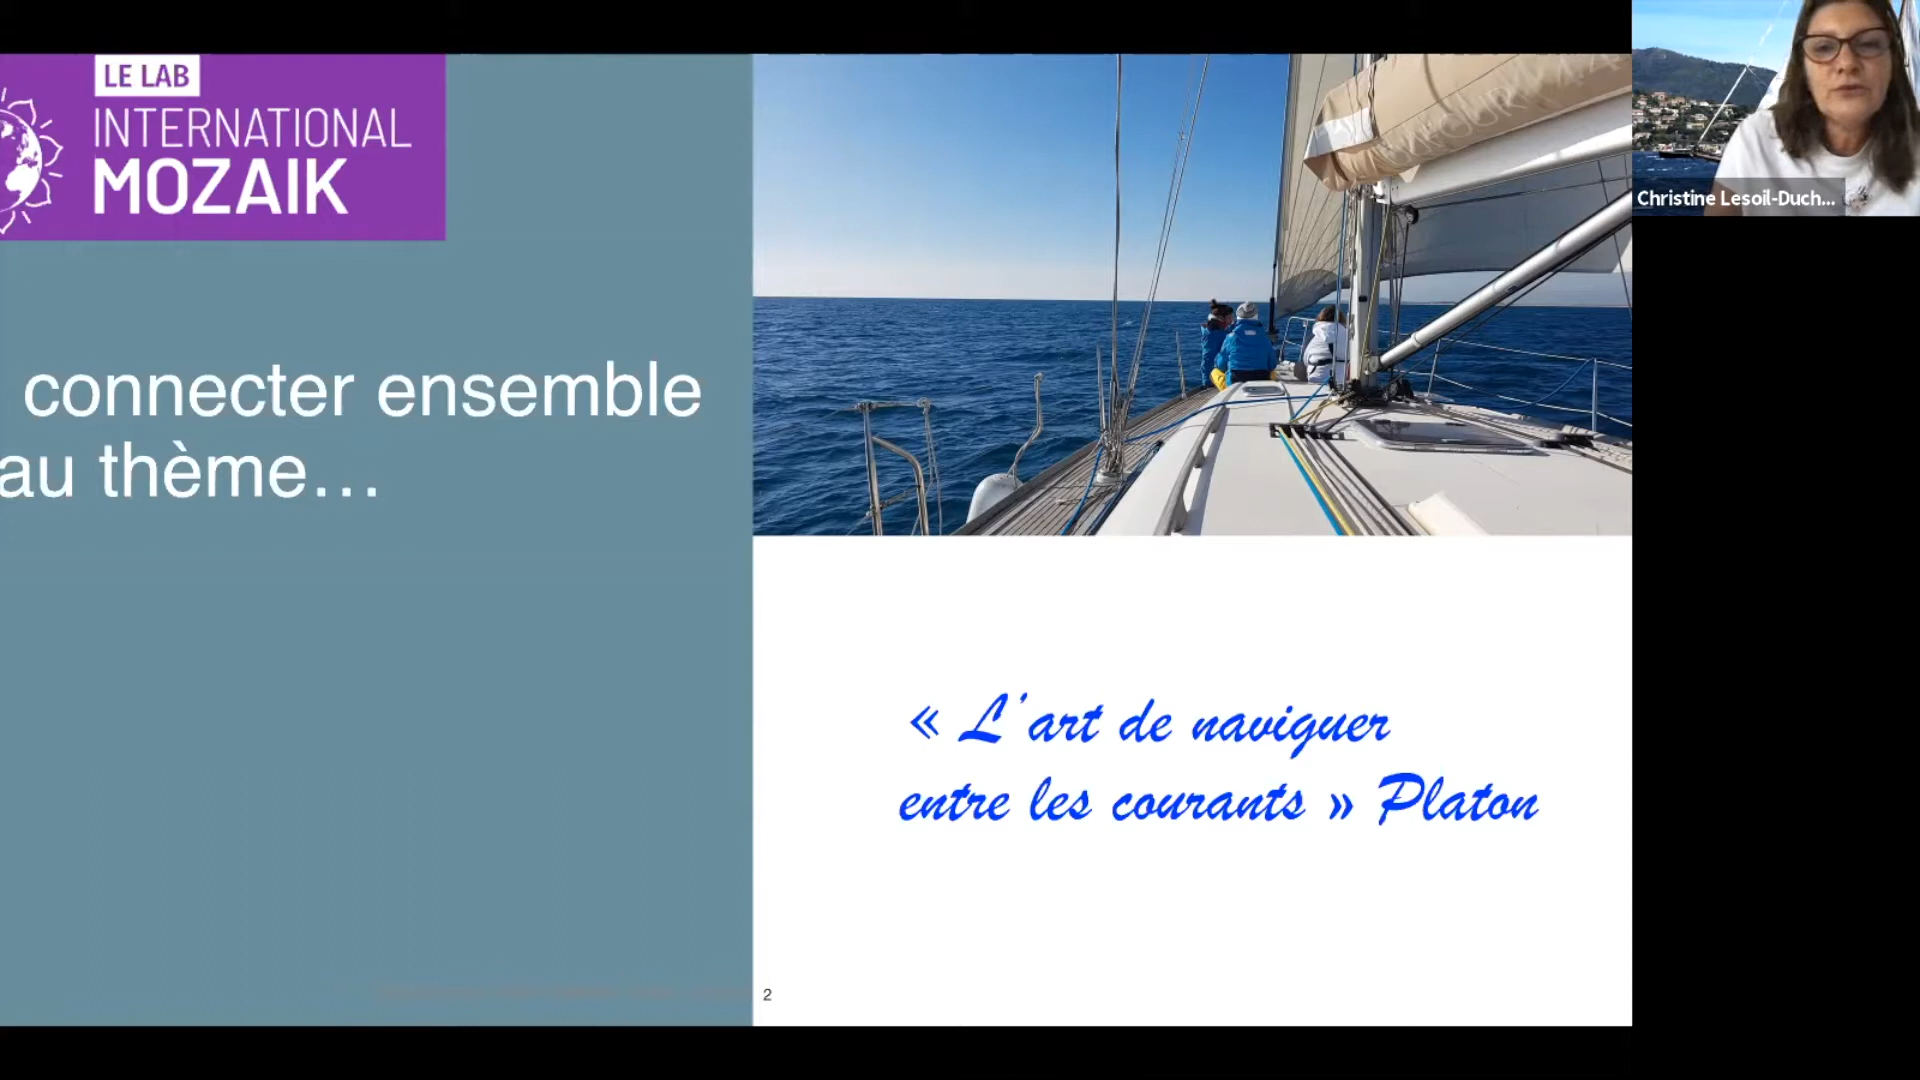 LE LAB
INTERNATIONAL
MOZAIK
connecter ensemble
au thème…
« L'art de naviguer
entre les courants » Platon
2
Christine Lesoil-Duch...